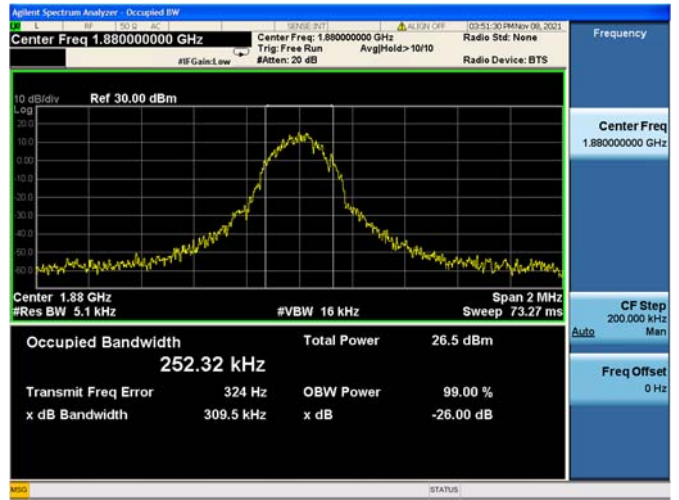 Agilent Spectrum Analyzer - Occupied BW
L RF 50 Ω AC SENSE:INT ALIGN OFF 03:51:30 PM Nov 08, 2021
Center Freq 1.880000000 GHz
Center Freq: 1.880000000 GHz
Radio Std: None
Trig: Free Run Avg|Hold:>10/10
#IFGain:Low #Atten: 20 dB Radio Device: BTS
Frequency
10 dB/div Ref 30.00 dBm
Log
20.0
10.0
0.00
-10.0
-20.0
-30.0
-40.0
-50.0
-60.0
Center Freq
1.880000000 GHz
Center 1.88 GHz Span 2 MHz
#Res BW 5.1 kHz #VBW 16 kHz Sweep 73.27 ms
CF Step
200.000 kHz
Auto Man
Occupied Bandwidth Total Power 26.5 dBm
252.32 kHz
Transmit Freq Error 324 Hz OBW Power 99.00 %
x dB Bandwidth 309.5 kHz x dB -26.00 dB
Freq Offset
0 Hz
MSG STATUS